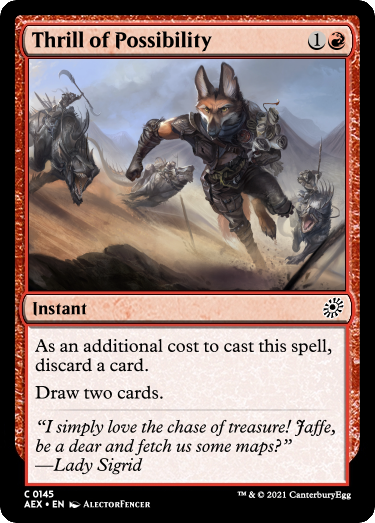 Thrill of Possibility 1
Instant
As an additional cost to cast this spell,
discard a card.
Draw two cards.
“I simply love the chase of treasure! Jaffe,
be a dear and fetch us some maps?”
—Lady Sigrid
C 0145
AEX • EN AlectorFencer
™ & © 2021 CanterburyEgg